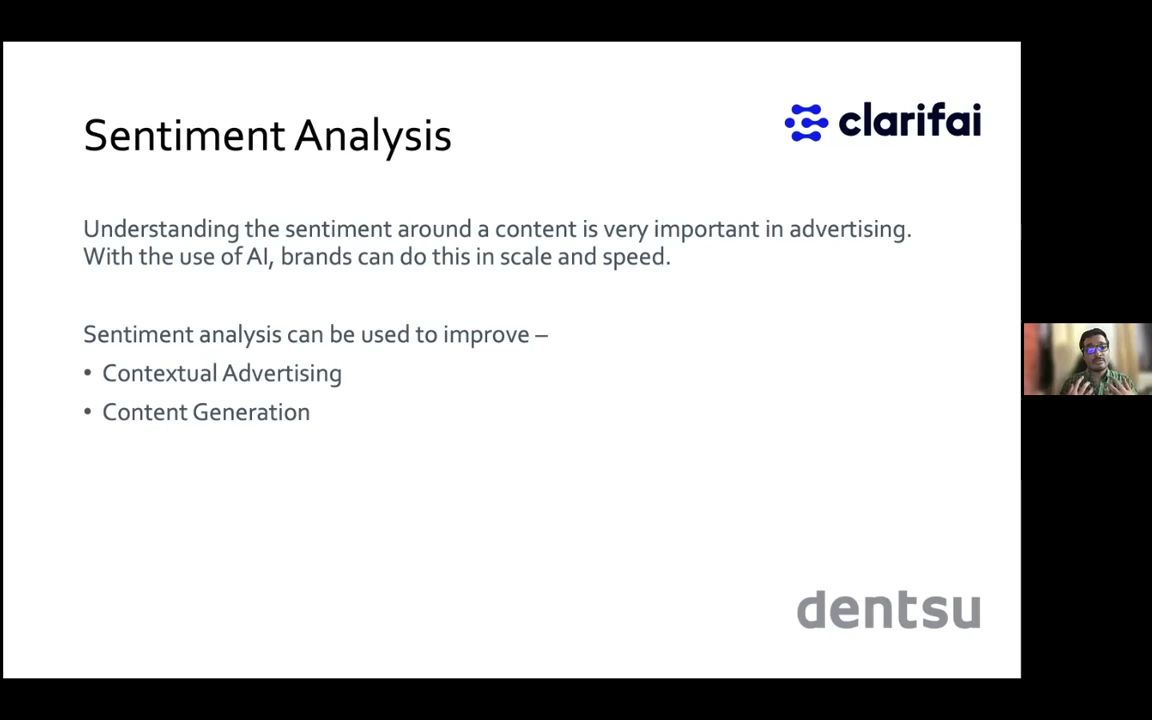 Sentiment Analysis
clarifai
Understanding the sentiment around a content is very important in advertising.
With the use of AI, brands can do this in scale and speed.
Sentiment analysis can be used to improve –
• Contextual Advertising
• Content Generation
dentsu